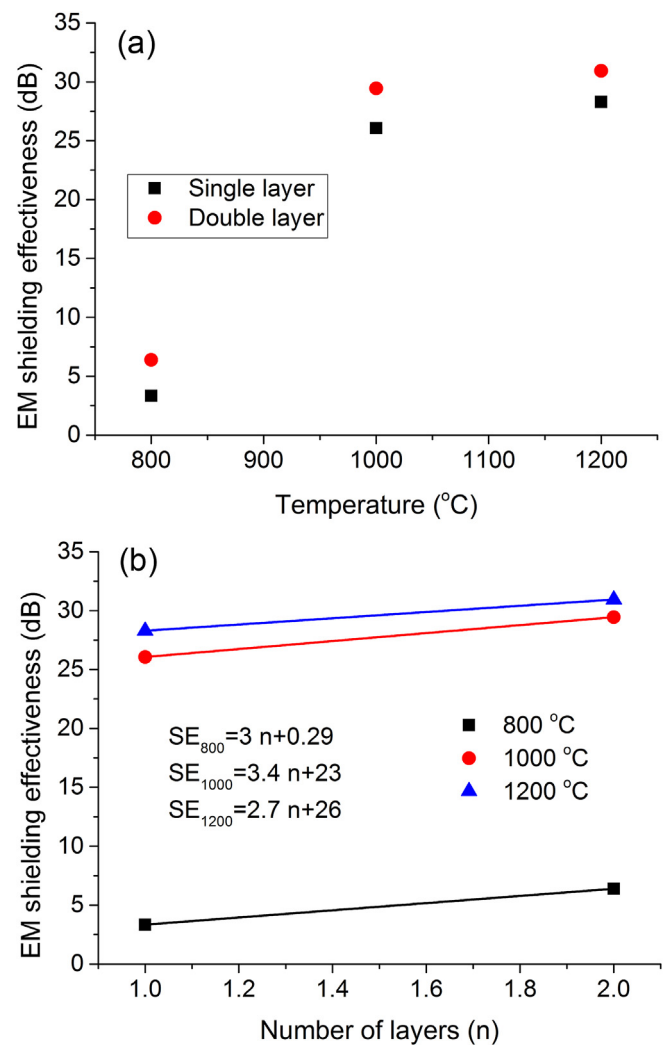 (a)
EM shielding effectiveness (dB)
35
30
25
20
15
10
5
0
Single layer
Double layer
800 900 1000 1100 1200
Temperature (°C)
(b)
EM shielding effectiveness (dB)
35
30
25
20
15
10
5
0
SE800=3 n+0.29
SE1000=3.4 n+23
SE1200=2.7 n+26
800 °C
1000 °C
1200 °C
1.0 1.2 1.4 1.6 1.8 2.0
Number of layers (n)